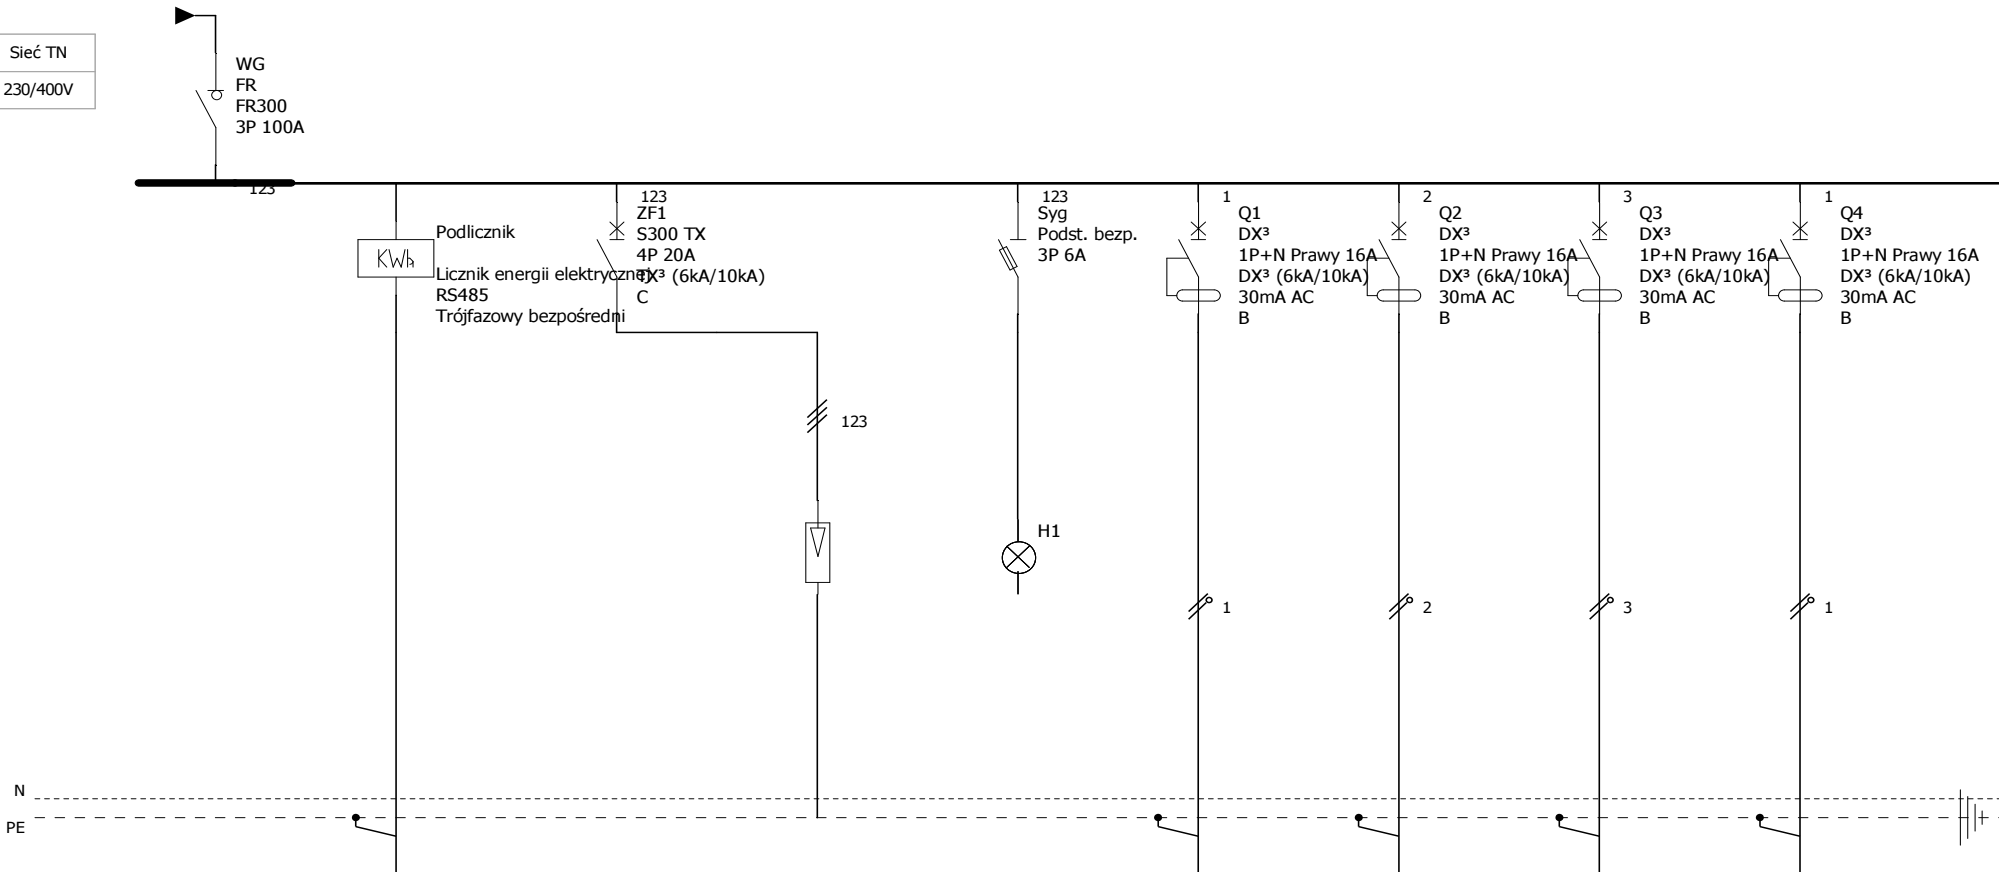 Sieć TN
230/400V
WG
FR
FR300
3P 100A
123
Podlicznik
KWh
Licznik energii elektrycznej
RS485
Trójfazowy bezpośredni
123
ZF1
S300 TX
4P 20A
TX³ (6kA/10kA)
C
123
123
Syg
Podst. bezp.
3P 6A
H1
1
Q1
DX³
1P+N Prawy 16A
DX³ (6kA/10kA)
30mA AC
B
1
2
Q2
DX³
1P+N Prawy 16A
DX³ (6kA/10kA)
30mA AC
B
2
3
Q3
DX³
1P+N Prawy 16A
DX³ (6kA/10kA)
30mA AC
B
3
1
Q4
DX³
1P+N Prawy 16A
DX³ (6kA/10kA)
30mA AC
B
1
N
PE